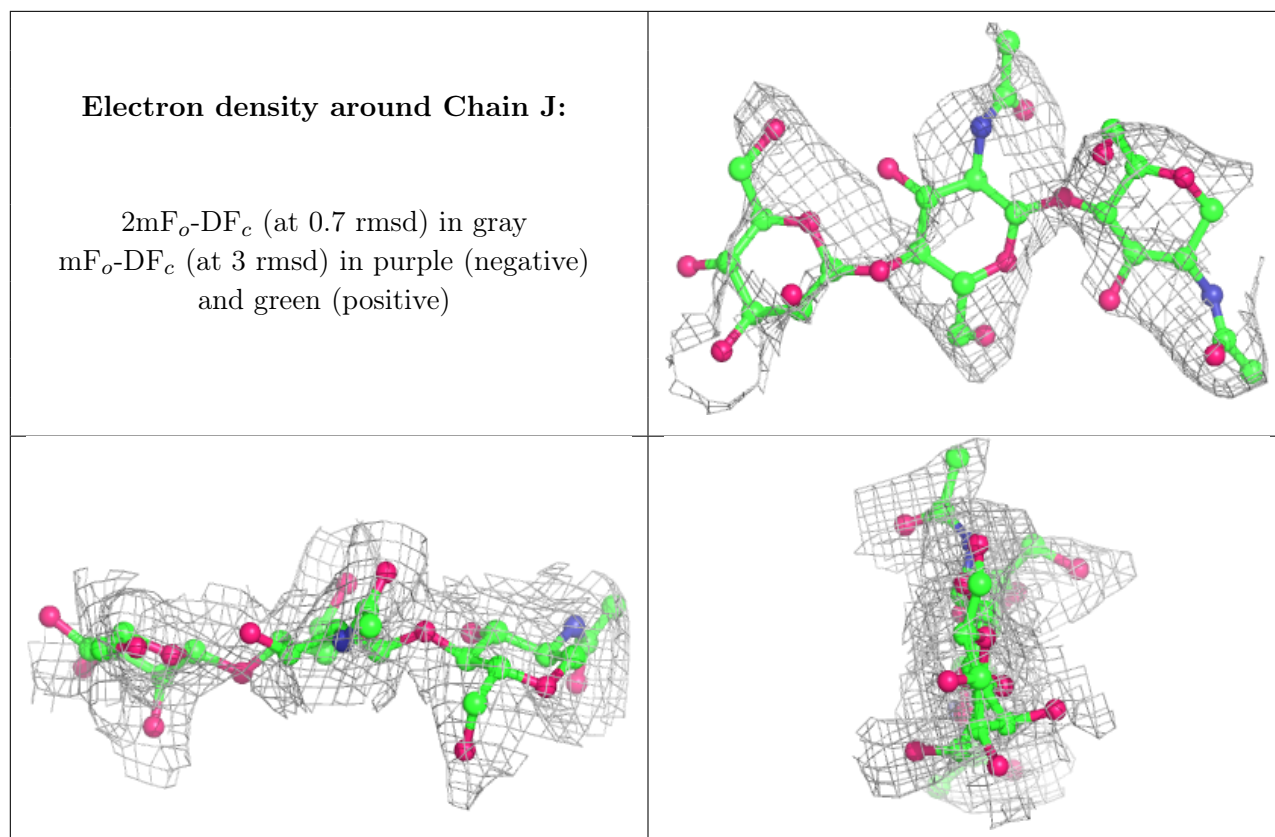 Electron density around Chain J:
2mFₒ-DF𝒸 (at 0.7 rmsd) in gray
mFₒ-DF𝒸 (at 3 rmsd) in purple (negative)
and green (positive)